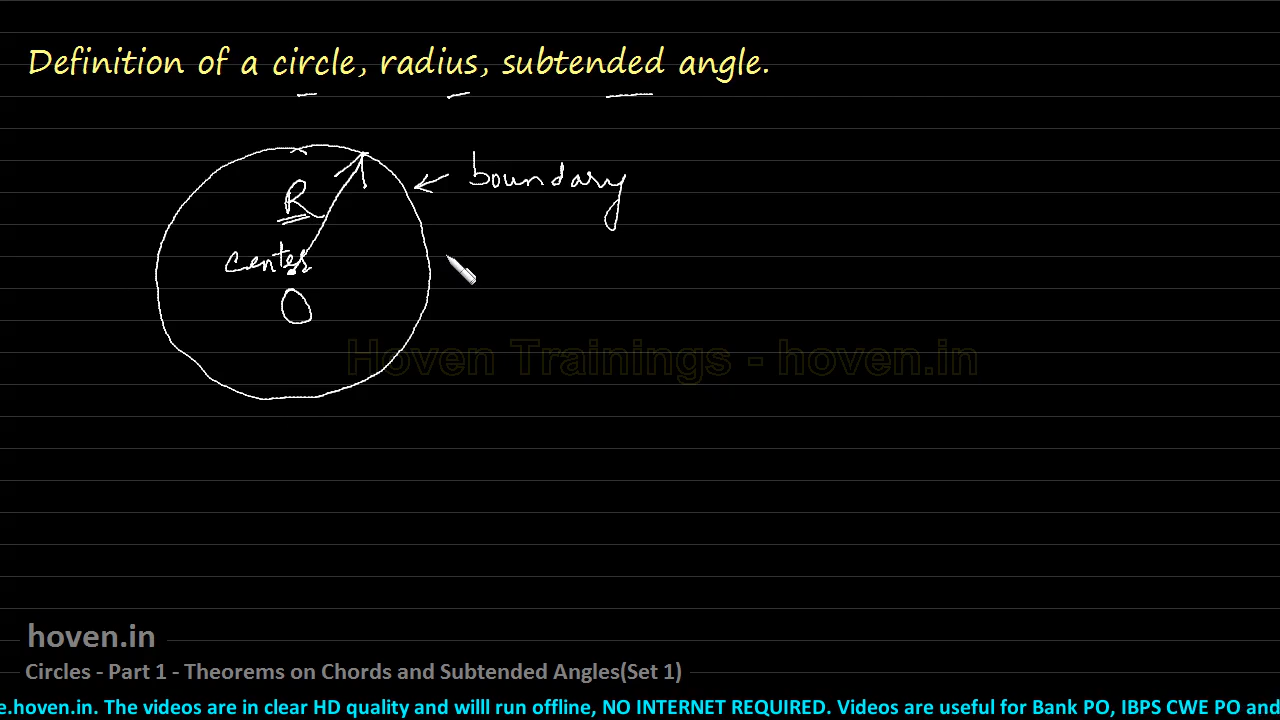 Definition of a circle, radius, subtended angle.
boundary
R
center
O
Hoven Trainings - hoven.in
hoven.in
Circles - Part 1 - Theorems on Chords and Subtended Angles(Set 1)
e.hoven.in. The videos are in clear HD quality and willl run offline, NO INTERNET REQUIRED. Videos are useful for Bank PO, IBPS CWE PO and